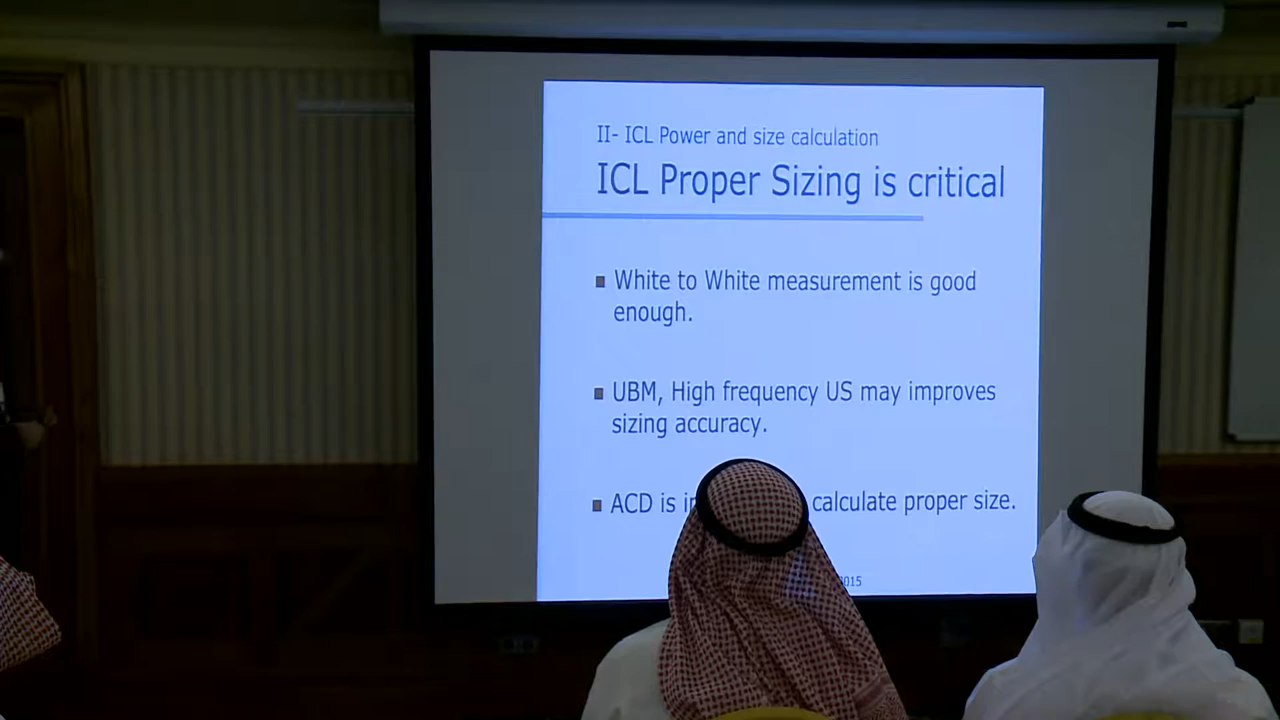 II- ICL Power and size calculation
ICL Proper Sizing is critical
White to White measurement is good
enough.
UBM, High frequency US may improves
sizing accuracy.
ACD is calculate proper size.
2015